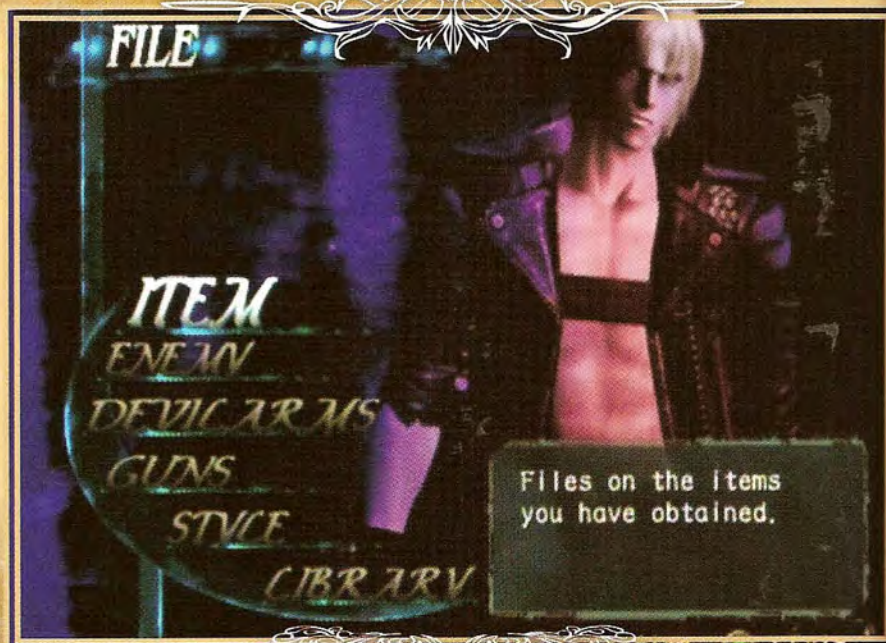 FILE
ITEM
ENEMY
DEVIL ARMS
GUNS
STYLE
LIBRARY
Files on the items
you have obtained.